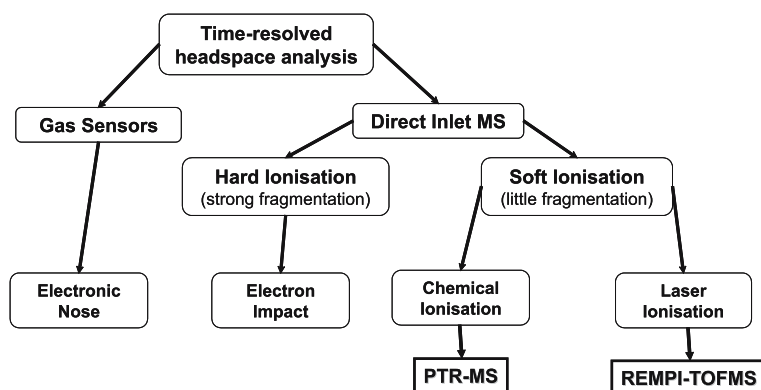 Time-resolved
headspace analysis
Gas Sensors
Direct Inlet MS
Hard Ionisation
(strong fragmentation)
Soft Ionisation
(little fragmentation)
Electronic
Nose
Electron
Impact
Chemical
Ionisation
Laser
Ionisation
PTR-MS
REMPI-TOFMS